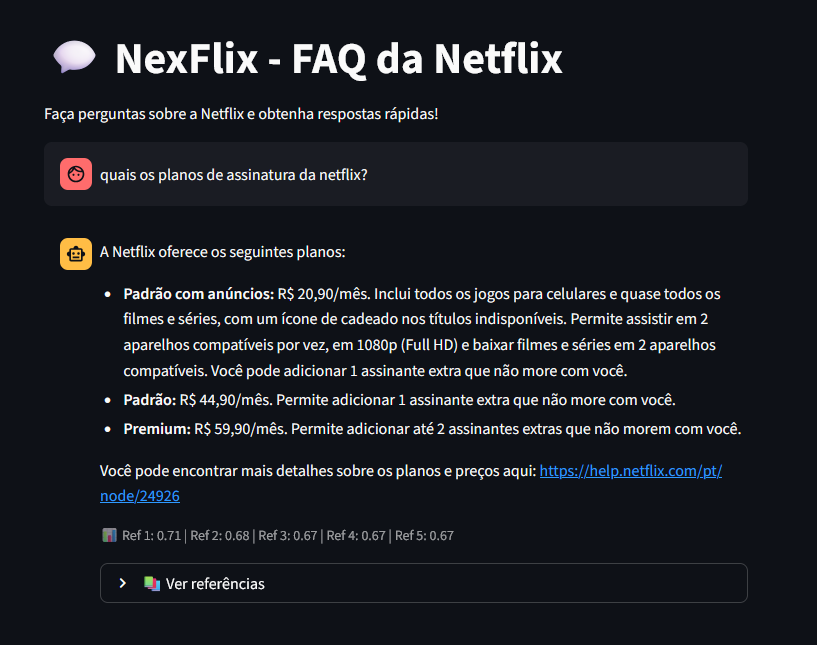 NexFlix - FAQ da Netflix
Faça perguntas sobre a Netflix e obtenha respostas rápidas!
quais os planos de assinatura da netflix?
A Netflix oferece os seguintes planos:
• Padrão com anúncios: R$ 20,90/mês. Inclui todos os jogos para celulares e quase todos os
filmes e séries, com um ícone de cadeado nos títulos indisponíveis. Permite assistir em 2
aparelhos compatíveis por vez, em 1080p (Full HD) e baixar filmes e séries em 2 aparelhos
compatíveis. Você pode adicionar 1 assinante extra que não more com você.
• Padrão: R$ 44,90/mês. Permite adicionar 1 assinante extra que não more com você.
• Premium: R$ 59,90/mês. Permite adicionar até 2 assinantes extras que não morem com você.
Você pode encontrar mais detalhes sobre os planos e preços aqui: https://help.netflix.com/pt/
node/24926
Ref 1: 0.71 | Ref 2: 0.68 | Ref 3: 0.67 | Ref 4: 0.67 | Ref 5: 0.67
Ver referências